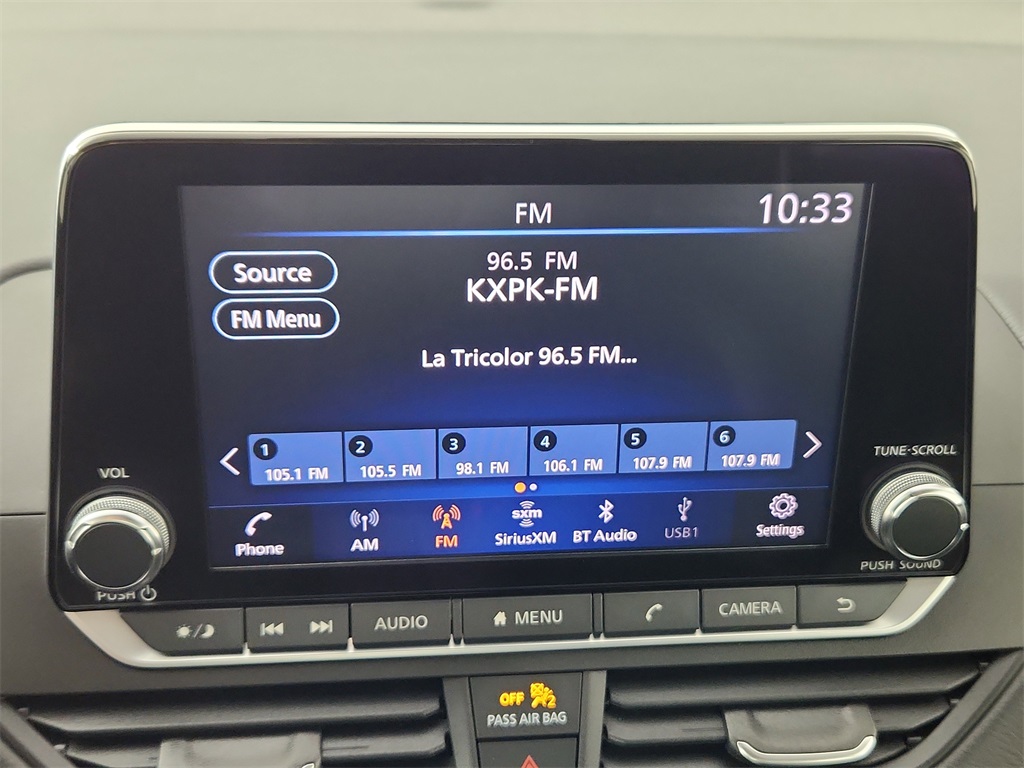 FM
10:33
Source
96.5 FM
KXPK-FM
FM Menu
La Tricolor 96.5 FM...
1 2 3 4 5 6
105.1 FM 105.5 FM 98.1 FM 106.1 FM 107.9 FM 107.9 FM
VOL
TUNE·SCROLL
Phone AM FM sxm SiriusXM BT Audio USB1 Settings
PUSH
PUSH SOUND
AUDIO MENU CAMERA
OFF 2
PASS AIR BAG